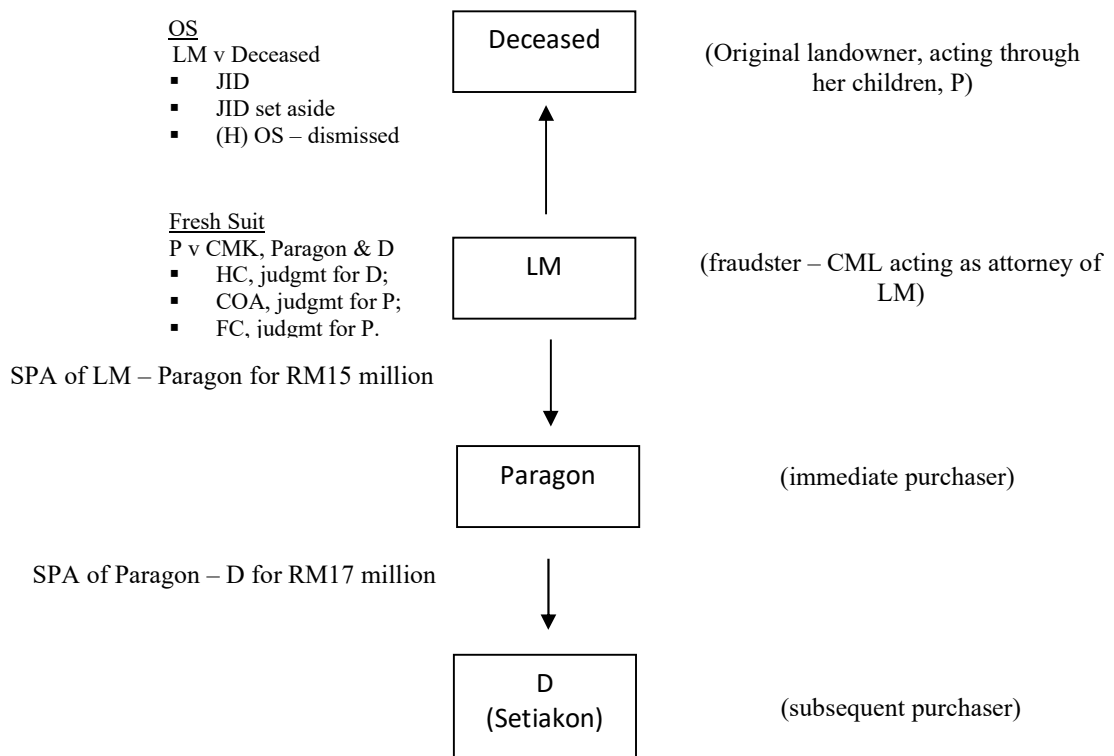 OS
LM v Deceased
▪ JID
▪ JID set aside
▪ (H) OS – dismissed
Deceased
(Original landowner, acting through
her children, P)
Fresh Suit
P v CMK, Paragon & D
▪ HC, judgmt for D;
▪ COA, judgmt for P;
▪ FC, judgmt for P.
LM
(fraudster – CML acting as attorney of
LM)
SPA of LM – Paragon for RM15 million
Paragon
(immediate purchaser)
SPA of Paragon – D for RM17 million
D
(Setiakon)
(subsequent purchaser)